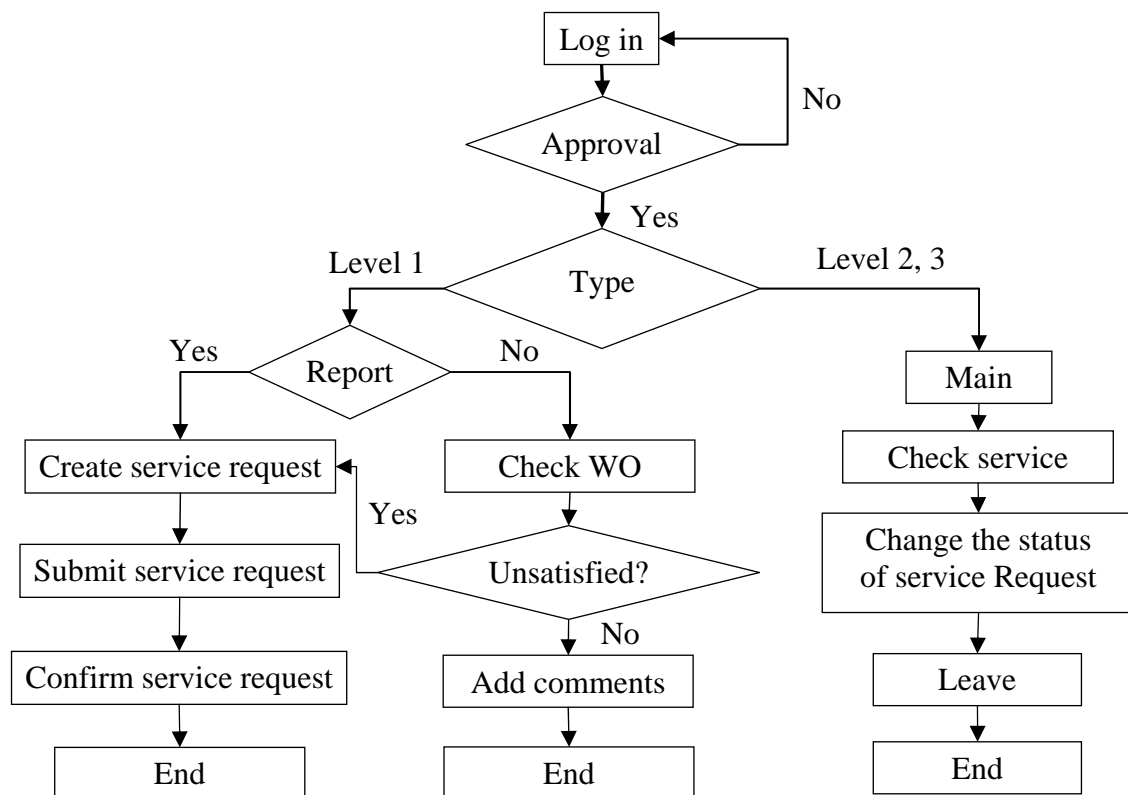 Log in
No
Approval
Yes
Level 1
Type
Level 2, 3
Yes
Report
No
Main
Create service request
Check WO
Check service
Yes
Submit service request
Unsatisfied?
Change the status
of service Request
No
Confirm service request
Add comments
Leave
End
End
End